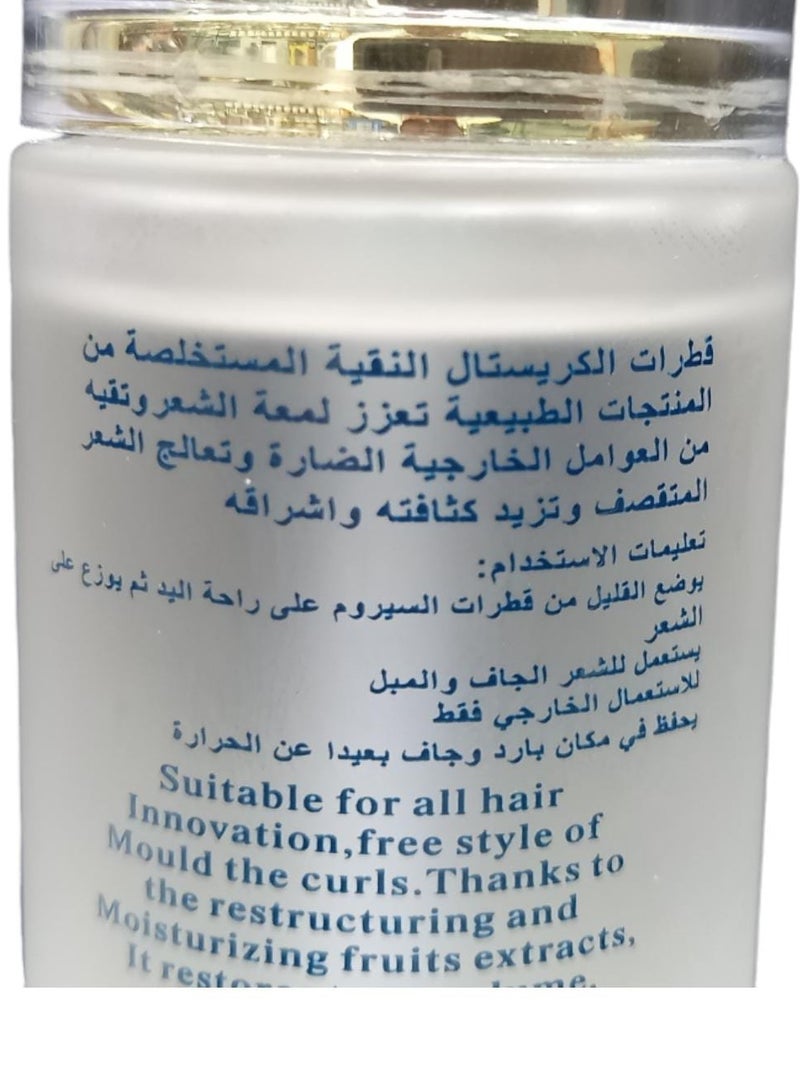 قطرات الكريستال النقية المستخلصة من
المنتجات الطبيعية تعزز لمعة الشعر وتقيه
من العوامل الخارجية الضارة وتعالج الشعر
المتقصف وتزيد كثافته واشراقه
تعليمات الاستخدام:
يوضع القليل من قطرات السيروم على راحة اليد ثم يوزع على
الشعر
يستعمل للشعر الجاف والمبل
للاستعمال الخارجي فقط
يحفظ في مكان بارد وجاف بعيدا عن الحرارة
Suitable for all hair
Innovation,free style of
Mould the curls.Thanks to
the restructuring and
Moisturizing fruits extracts,
It